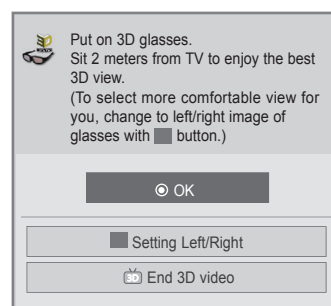 3D
Put on 3D glasses.
Sit 2 meters from TV to enjoy the best
3D view.
(To select more comfortable view for
you, change to left/right image of
glasses with button.)
OK
Setting Left/Right
3D End 3D video